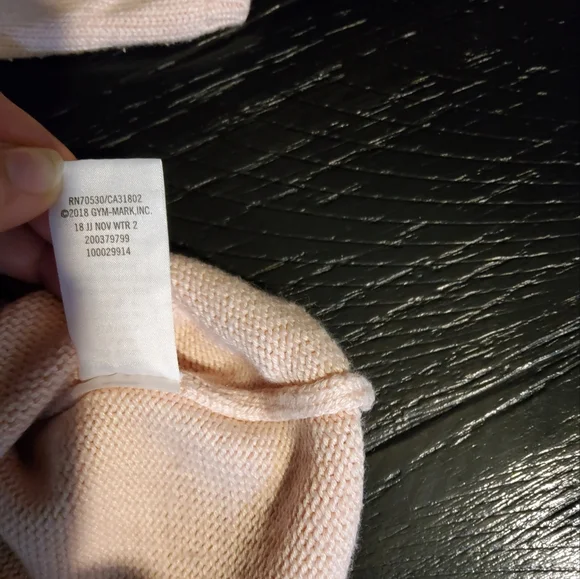 RN70530/CA31802
©2018 GYM-MARK,INC.
18 JJ NOV WTR 2
200379799
100029914